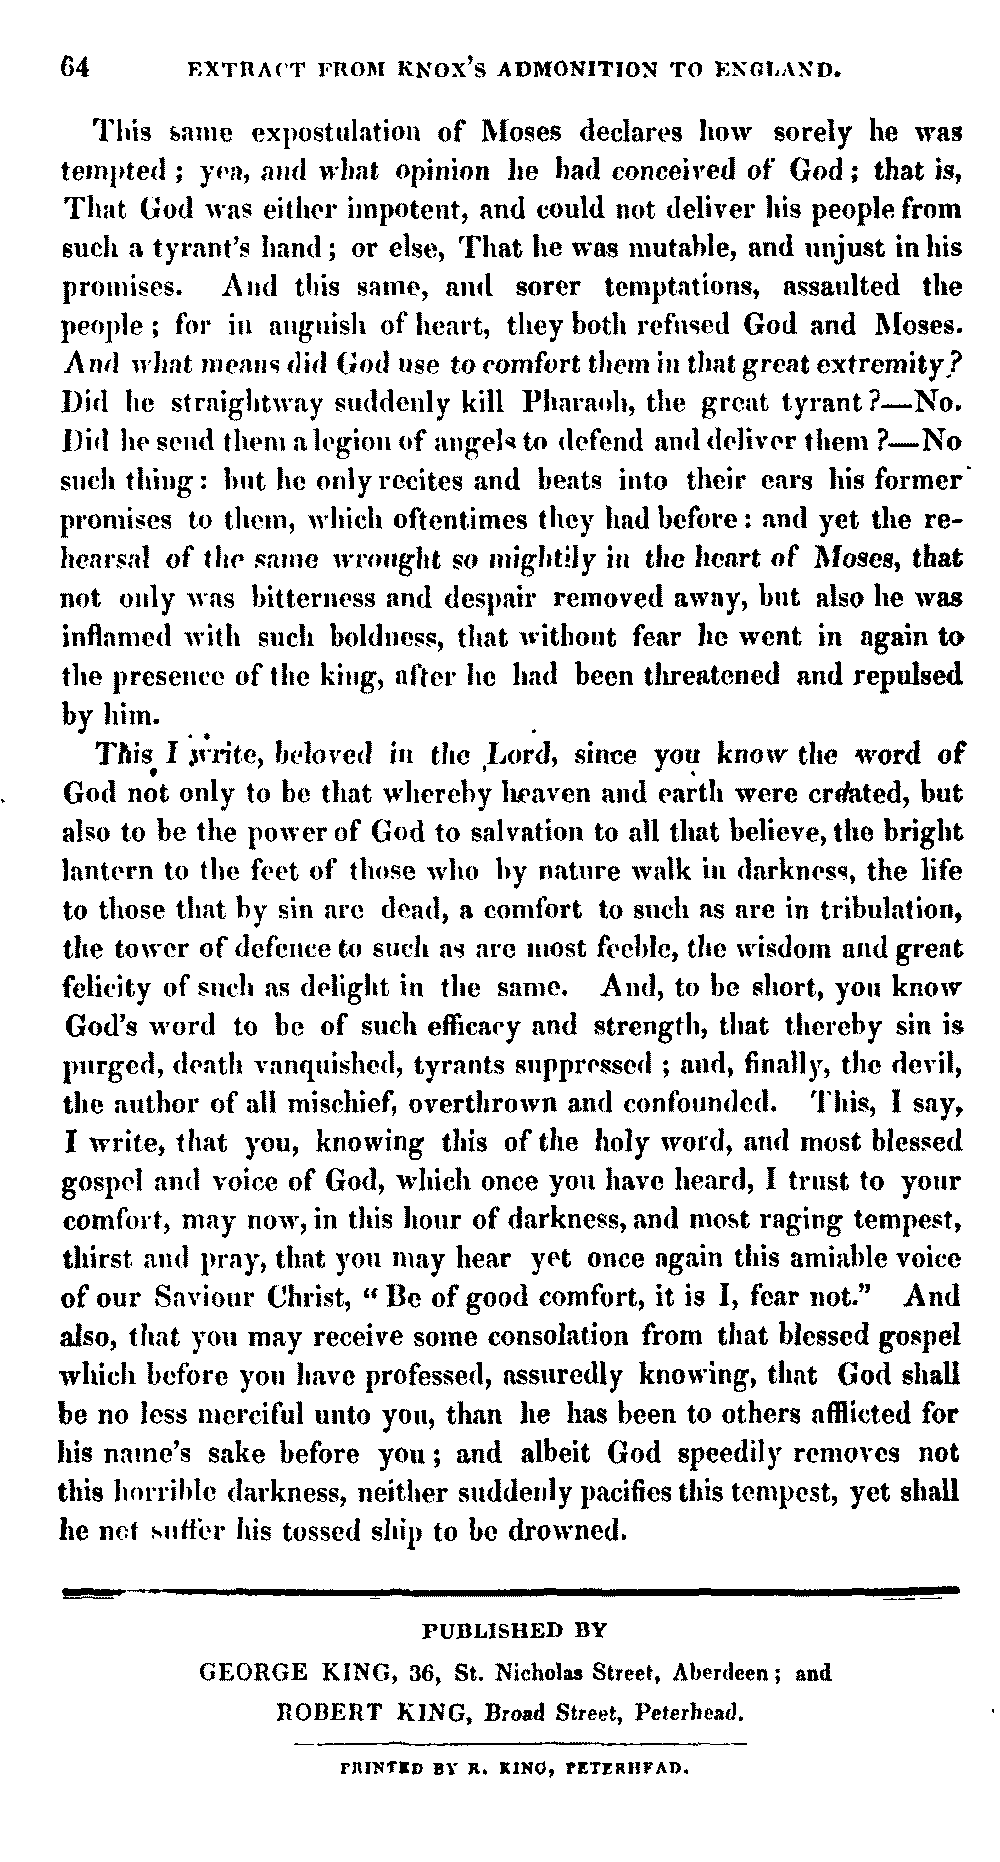 64 EXTRACT FROM KNOX'S ADMONITION TO ENGLAND.
This same expostulation of Moses declares how sorely he was
tempted ; yea, and what opinion he had conceived of God ; that is,
That God was either impotent, and could not deliver his people from
such a tyrant's hand ; or else, That he was mutable, and unjust in his
promises. And this same, and sorer temptations, assaulted the
people ; for in anguish of heart, they both refused God and Moses.
And what means did God use to comfort them in that great extremity?
Did he straightway suddenly kill Pharaoh, the great tyrant ?—No.
Did he send them a legion of angels to defend and deliver them ?—No
such thing : but he only recites and beats into their ears his former
promises to them, which oftentimes they had before : and yet the re-
hearsal of the same wrought so mightily in the heart of Moses, that
not only was bitterness and despair removed away, but also he was
inflamed with such boldness, that without fear he went in again to
the presence of the king, after he had been threatened and repulsed
by him.
This I write, beloved in the Lord, since you know the word of
God not only to be that whereby heaven and earth were created, but
also to be the power of God to salvation to all that believe, the bright
lantern to the feet of those who by nature walk in darkness, the life
to those that by sin are dead, a comfort to such as are in tribulation,
the tower of defence to such as are most feeble, the wisdom and great
felicity of such as delight in the same. And, to be short, you know
God's word to be of such efficacy and strength, that thereby sin is
purged, death vanquished, tyrants suppressed ; and, finally, the devil,
the author of all mischief, overthrown and confounded. This, I say,
I write, that you, knowing this of the holy word, and most blessed
gospel and voice of God, which once you have heard, I trust to your
comfort, may now, in this hour of darkness, and most raging tempest,
thirst and pray, that you may hear yet once again this amiable voice
of our Saviour Christ, " Be of good comfort, it is I, fear not." And
also, that you may receive some consolation from that blessed gospel
which before you have professed, assuredly knowing, that God shall
be no less merciful unto you, than he has been to others afflicted for
his name's sake before you ; and albeit God speedily removes not
this horrible darkness, neither suddenly pacifies this tempest, yet shall
he not suffer his tossed ship to be drowned.
PUBLISHED BY
GEORGE KING, 36, St. Nicholas Street, Aberdeen ; and
ROBERT KING, Broad Street, Peterhead.
PRINTED BY R. KING, PETERHEAD.